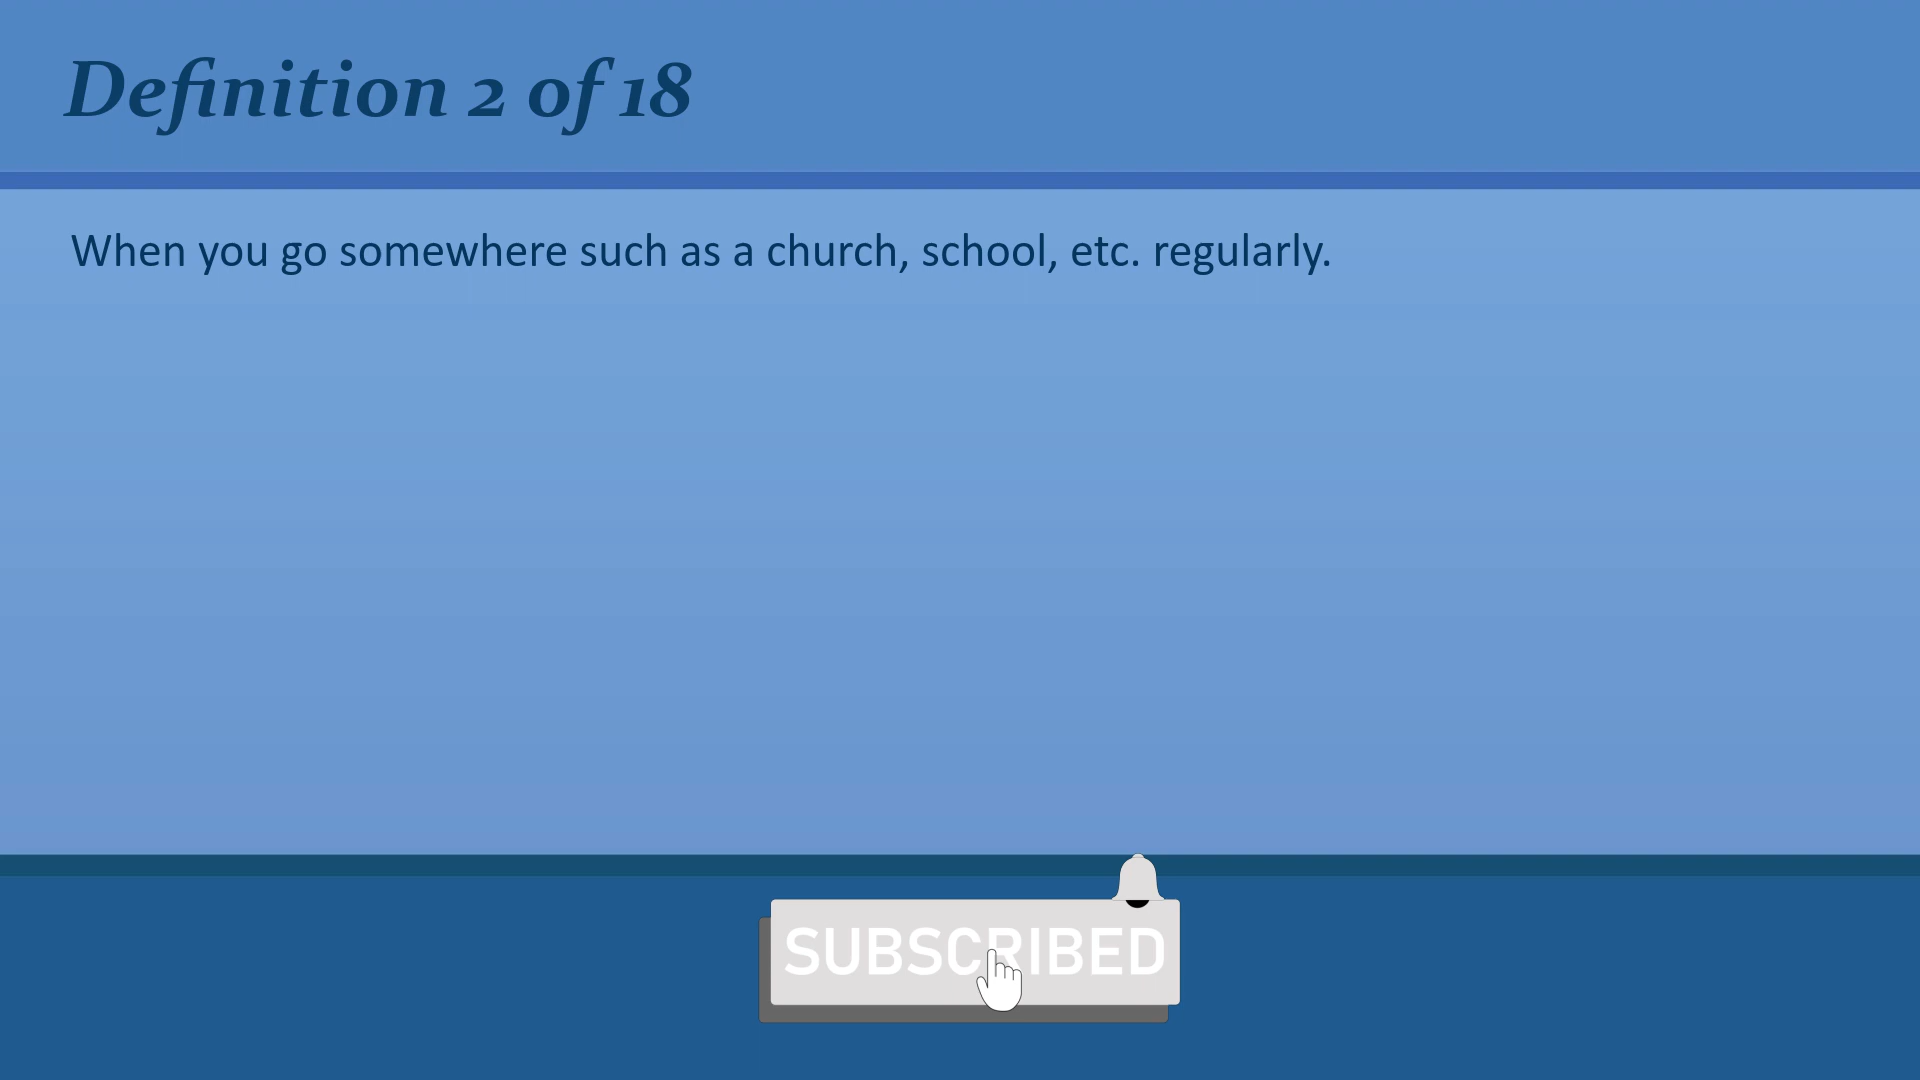 Definition 2 of 18
When you go somewhere such as a church, school, etc. regularly.
SUBSCRIBED